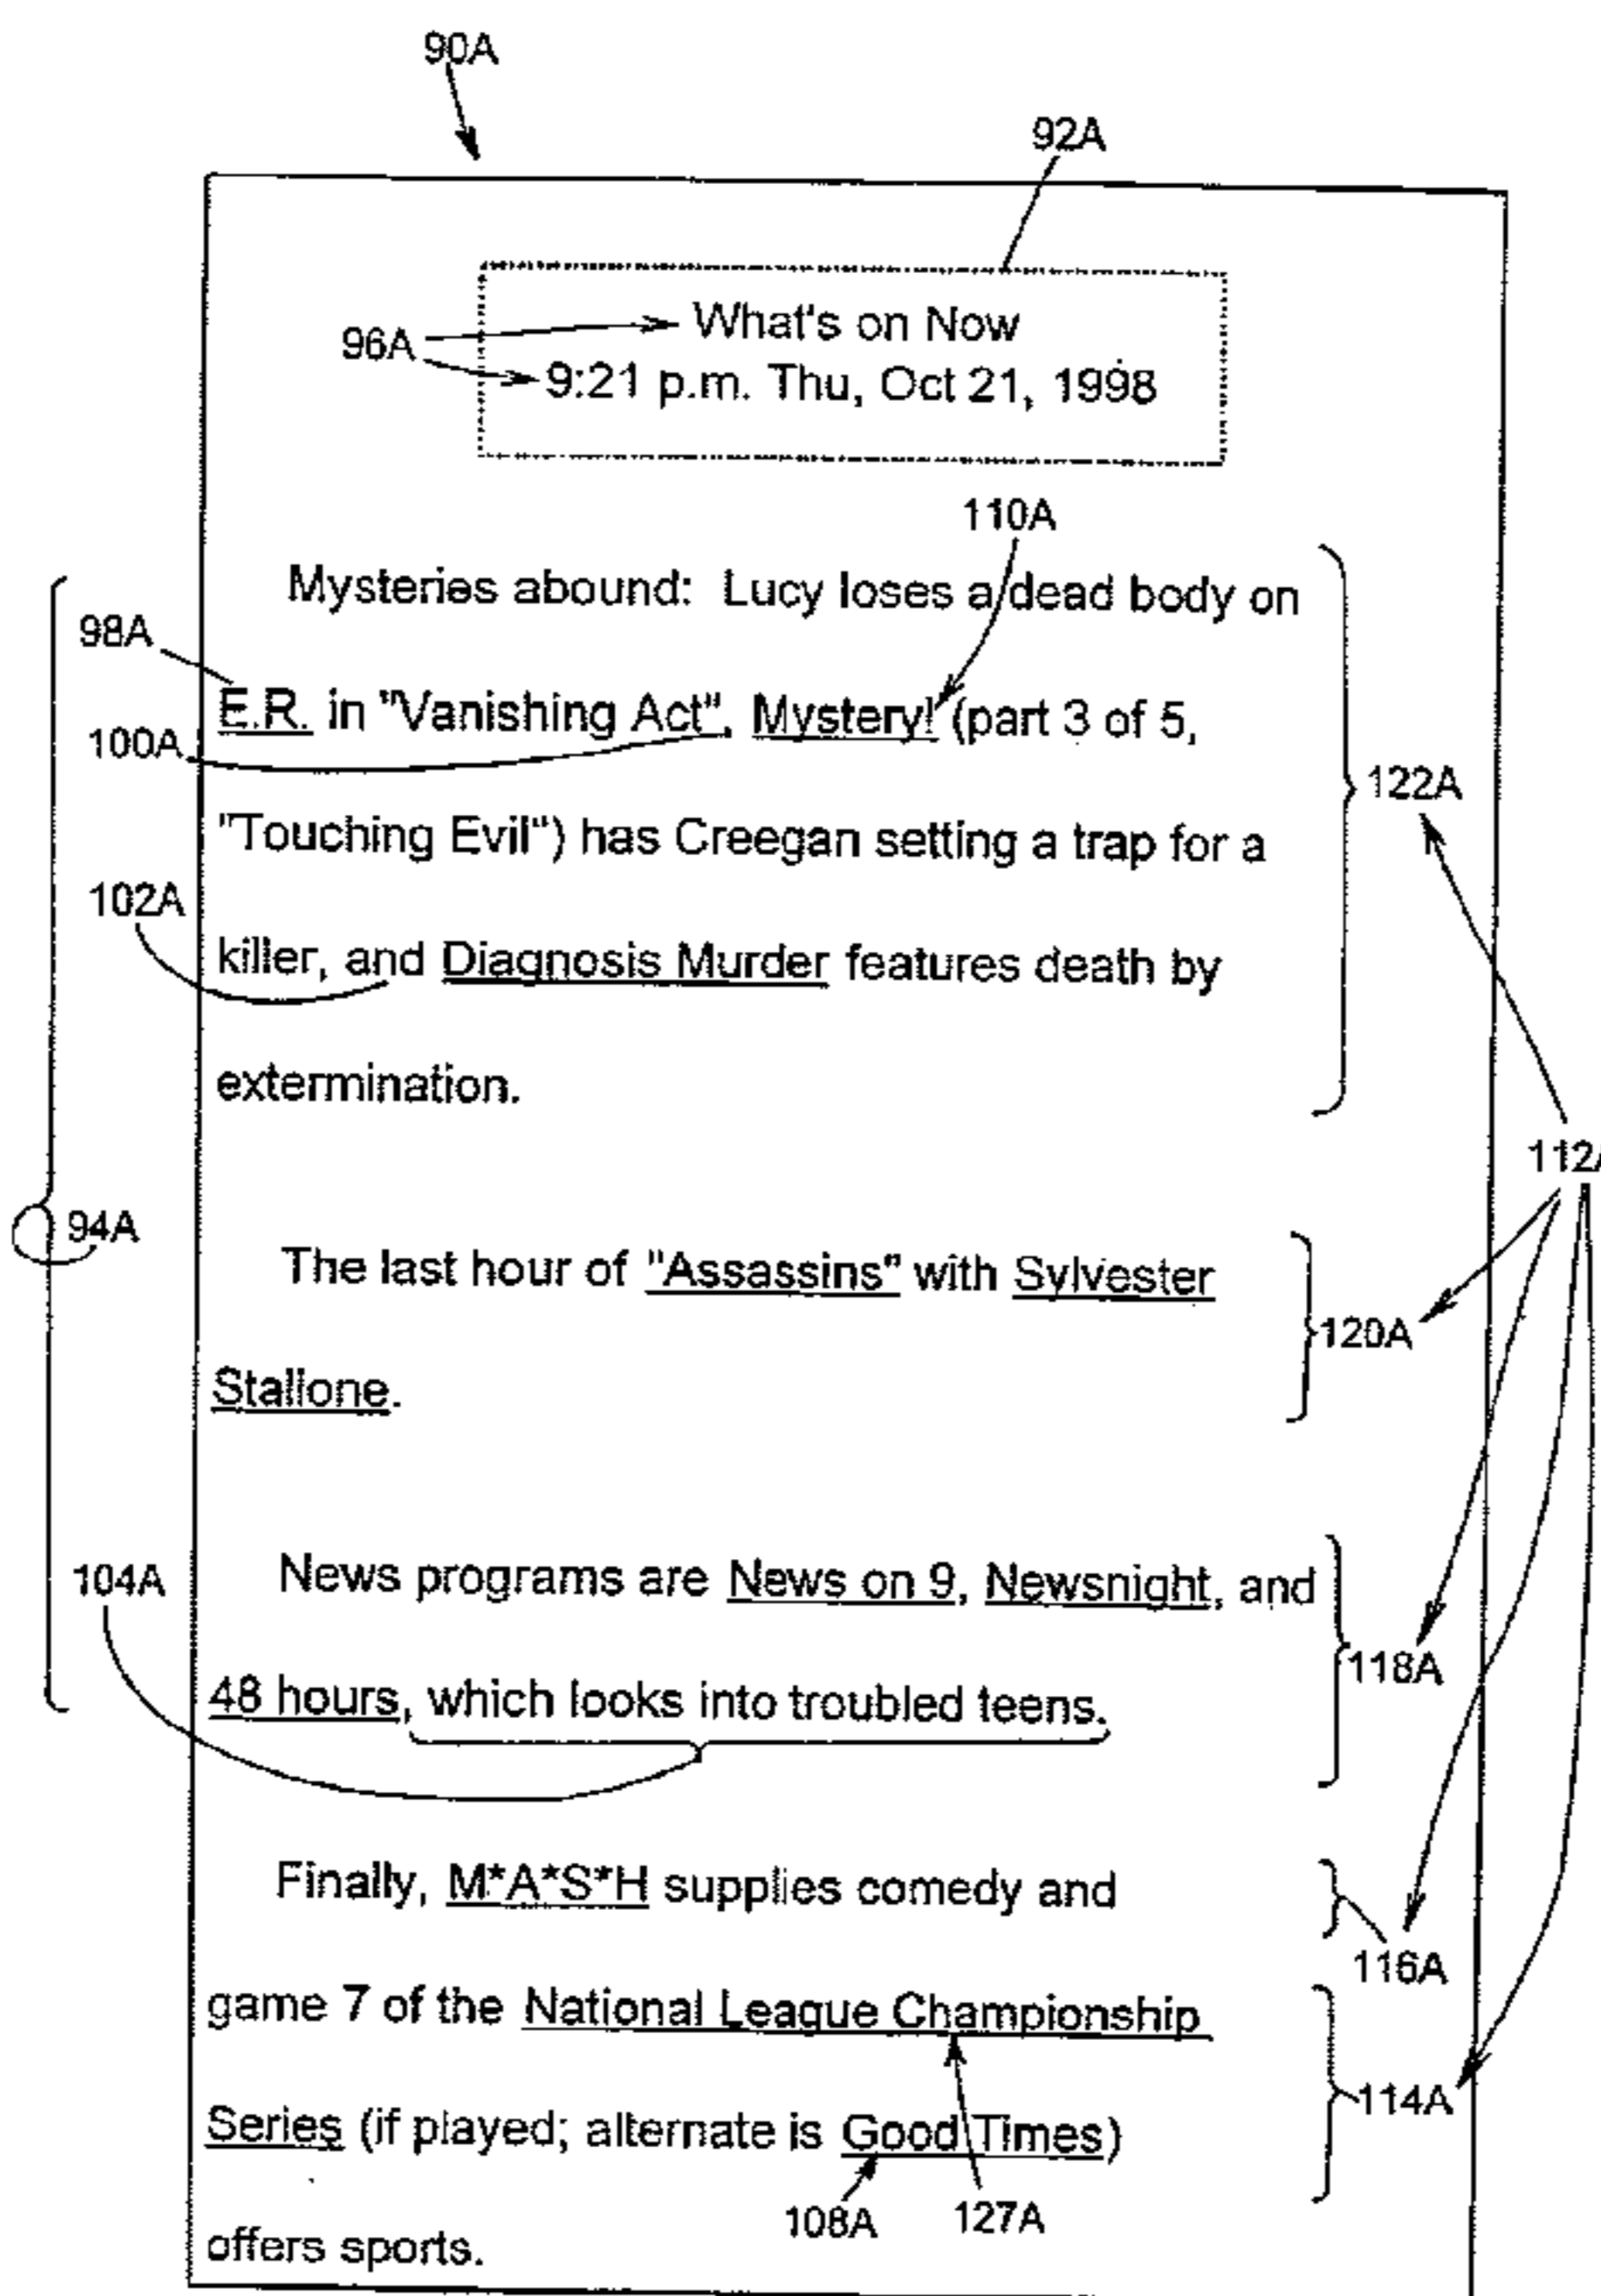 90A
92A
96A
What's on Now
9:21 p.m. Thu, Oct 21, 1998
110A
Mysteries abound: Lucy loses a dead body on
98A
E.R. in "Vanishing Act", Mystery! (part 3 of 5,
100A
122A
"Touching Evil") has Creegan setting a trap for a
102A
killer, and Diagnosis Murder features death by
extermination.
112A
94A
The last hour of "Assassins" with Sylvester
120A
Stallone.
104A
News programs are News on 9, Newsnight, and
118A
48 hours, which looks into troubled teens.
Finally, M*A*S*H supplies comedy and
116A
game 7 of the National League Championship
114A
Series (if played; alternate is Good Times)
108A
127A
offers sports.